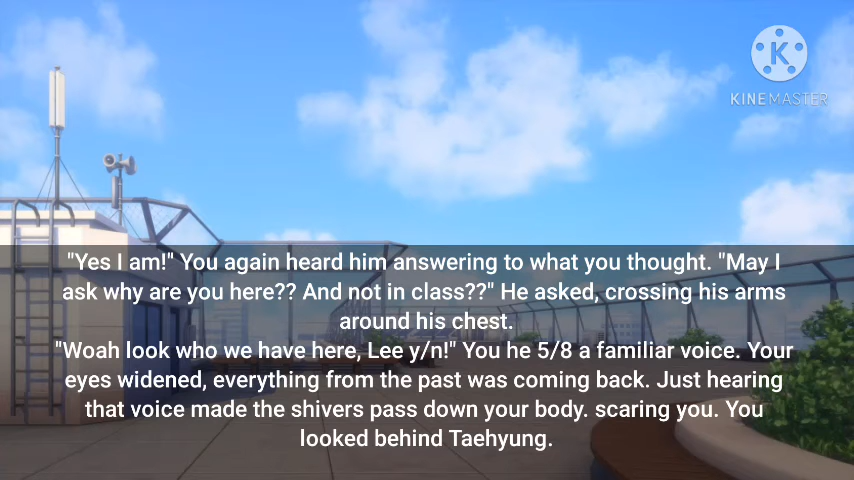 KINEMASTER
"Yes I am!" You again heard him answering to what you thought. "May I
ask why are you here?? And not in class??" He asked, crossing his arms
around his chest.
"Woah look who we have here, Lee y/n!" You he 5/8 a familiar voice. Your
eyes widened, everything from the past was coming back. Just hearing
that voice made the shivers pass down your body. scaring you. You
looked behind Taehyung.